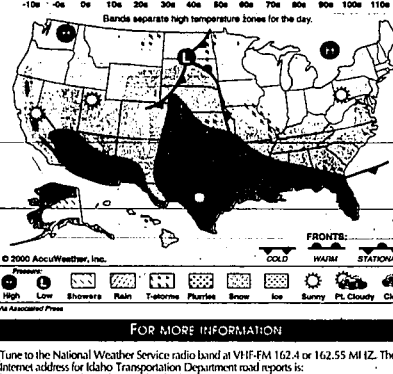 -10s -0s 0s 10s 20s 30s 40s 50s 60s 70s 80s 90s 100s 110s
Bands separate high temperature zones for the day.
H
L
H
FRONTS:
© 2000 AccuWeather, Inc.
COLD WARM STATIONA
Pressure:
H L
High Low Showers Rain T-storms Flurries Snow Ice Sunny Pt. Cloudy Clo
Via Associated Press
FOR MORE INFORMATION
Tune to the National Weather Service radio band at VHF-FM 162.4 or 162.55 MHZ. The
Internet address for Idaho Transportation Department road reports is: